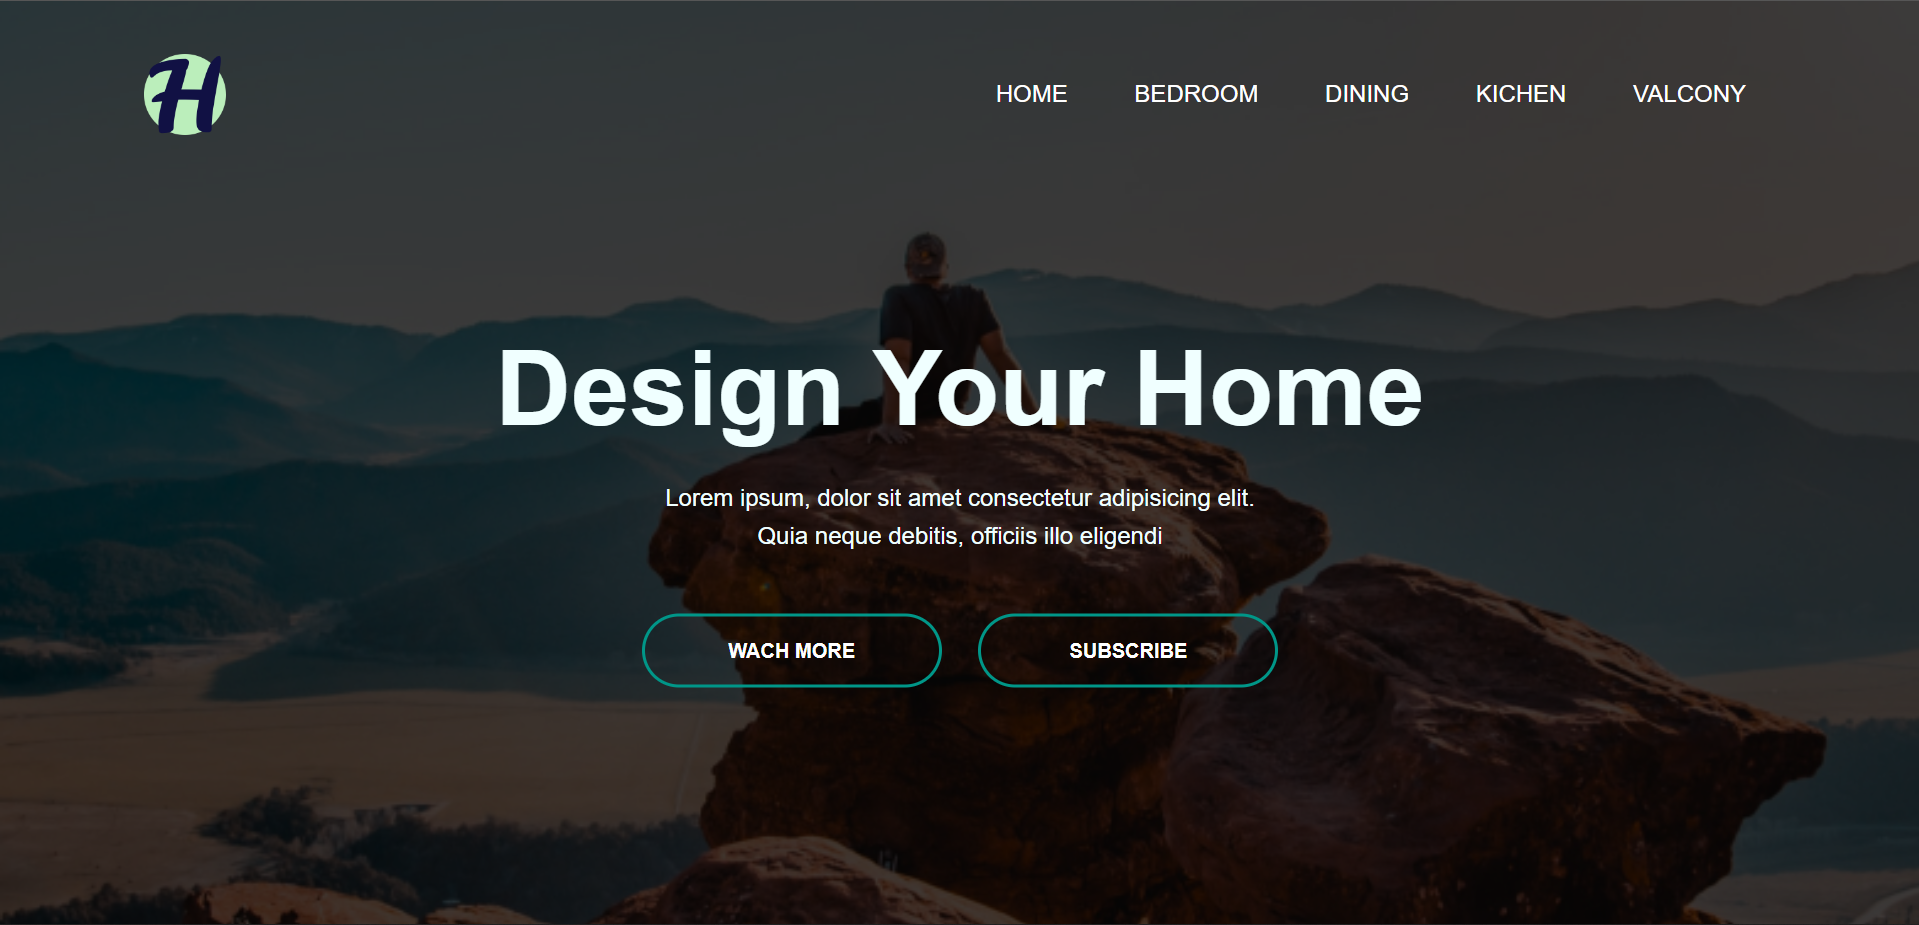 H
HOME BEDROOM DINING KICHEN VALCONY
Design Your Home
Lorem ipsum, dolor sit amet consectetur adipisicing elit.
Quia neque debitis, officiis illo eligendi
WACH MORE SUBSCRIBE